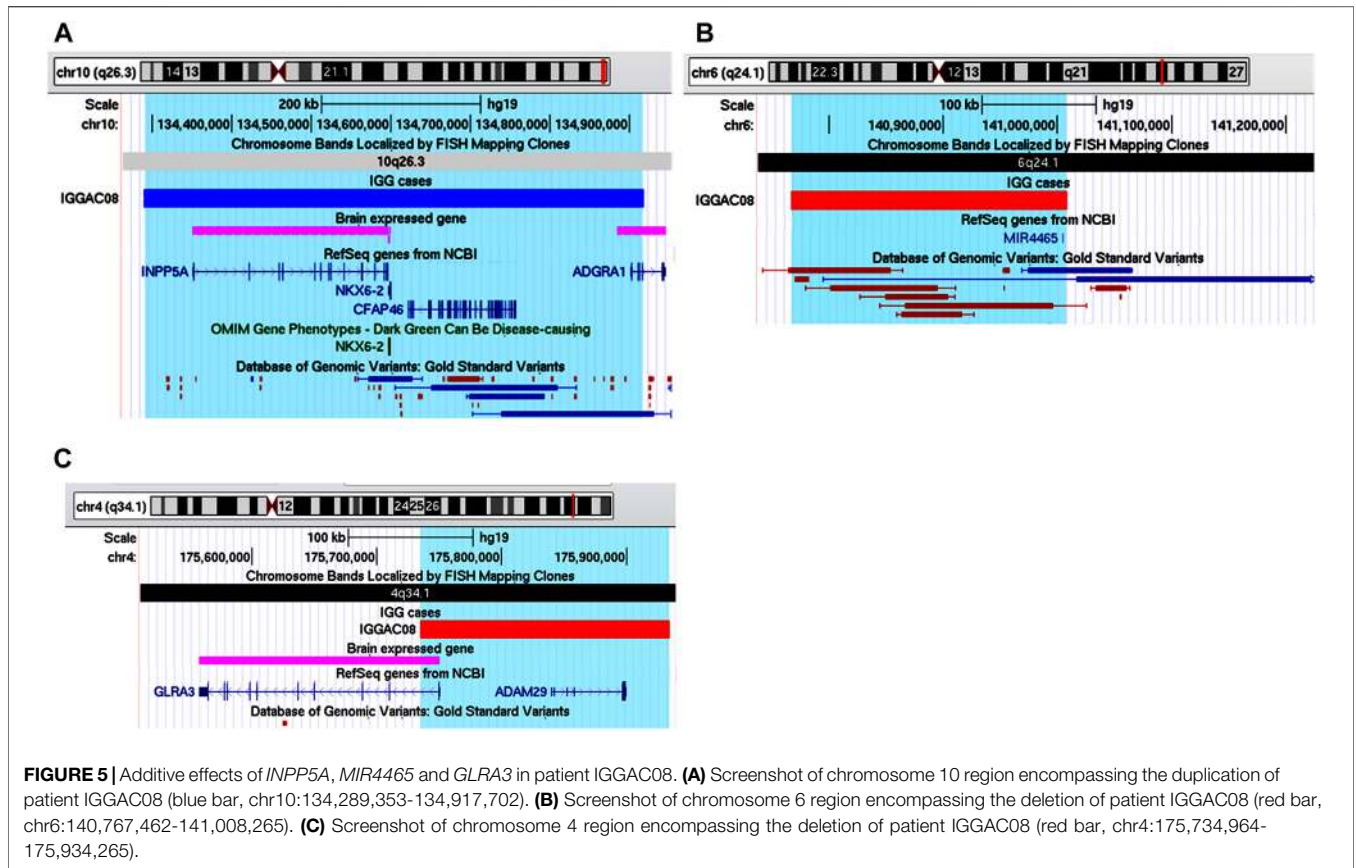 A
chr10 (q26.3) 14 13 21.1
Scale 200 kb hg19
chr10: 134,400,000 134,500,000 134,600,000 134,700,000 134,800,000 134,900,000
Chromosome Bands Localized by FISH Mapping Clones
10q26.3
IGG cases
IGGAC08
Brain expressed gene
RefSeq genes from NCBI
INPP5A ADGRA1
NKX6-2
CFAP46
OMIM Gene Phenotypes - Dark Green Can Be Disease-causing
NKX6-2
Database of Genomic Variants: Gold Standard Variants
B
chr6 (q24.1) 22.3 12 13 q21 27
Scale 100 kb hg19
chr6: 140,900,000 141,000,000 141,100,000 141,200,000
Chromosome Bands Localized by FISH Mapping Clones
6q24.1
IGG cases
IGGAC08
RefSeq genes from NCBI
MIR4465
Database of Genomic Variants: Gold Standard Variants
C
chr4 (q34.1) 12 24 25 26
Scale 100 kb hg19
chr4: 175,600,000 175,700,000 175,800,000 175,900,000
Chromosome Bands Localized by FISH Mapping Clones
4q34.1
IGG cases
IGGAC08
Brain expressed gene
RefSeq genes from NCBI
GLRA3 ADAM29
Database of Genomic Variants: Gold Standard Variants
FIGURE 5 | Additive effects of INPP5A, MIR4465 and GLRA3 in patient IGGAC08. (A) Screenshot of chromosome 10 region encompassing the duplication of
patient IGGAC08 (blue bar, chr10:134,289,353-134,917,702). (B) Screenshot of chromosome 6 region encompassing the deletion of patient IGGAC08 (red bar,
chr6:140,767,462-141,008,265). (C) Screenshot of chromosome 4 region encompassing the deletion of patient IGGAC08 (red bar, chr4:175,734,964-
175,934,265).